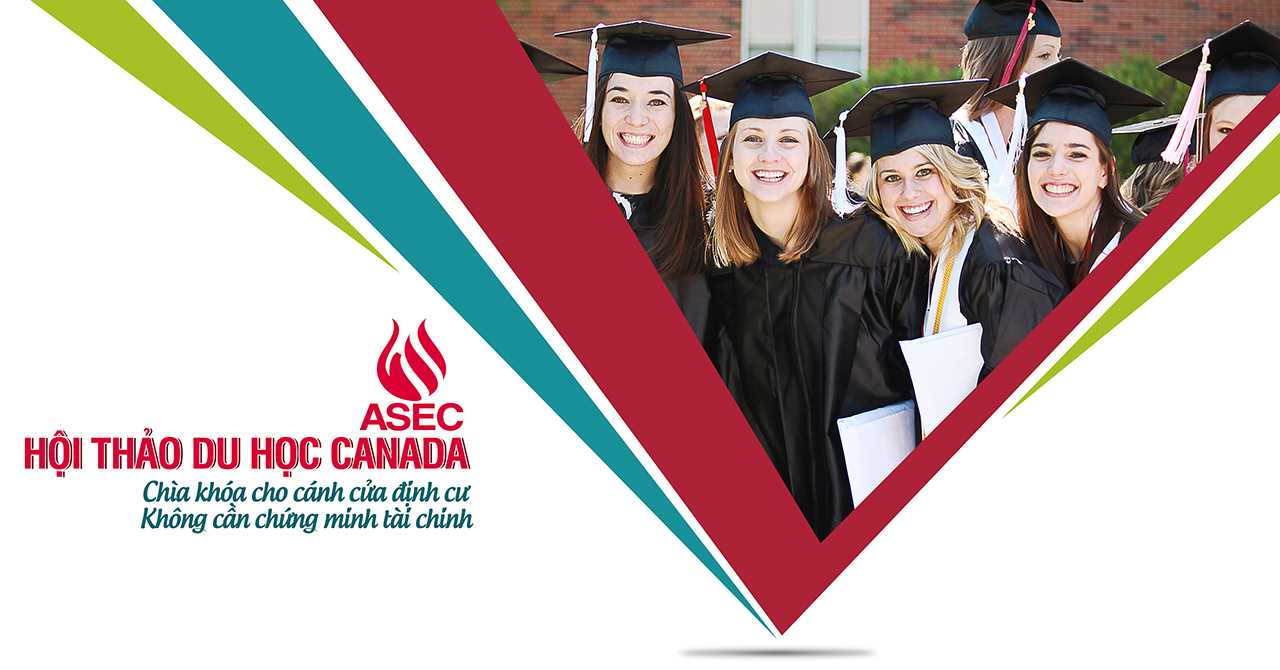 ASEC
HỘI THẢO DU HỌC CANADA
Chìa khóa cho cánh cửa định cư
Không cần chứng minh tài chính